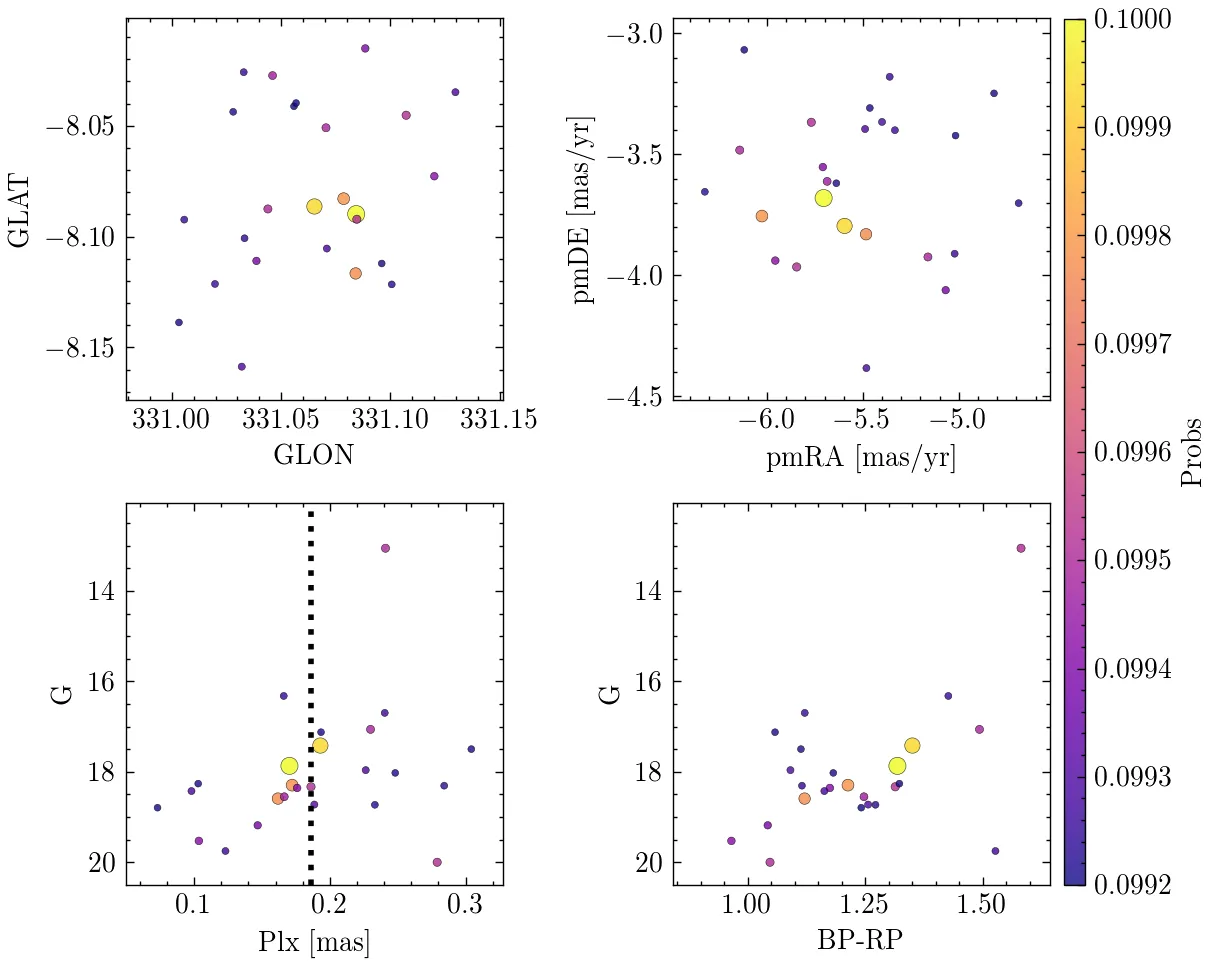 −8.05
−8.10
−8.15
GLAT
331.00 331.05 331.10 331.15
GLON
−3.0
−3.5
−4.0
−4.5
pmDE [mas/yr]
−6.0 −5.5 −5.0
pmRA [mas/yr]
0.1000
0.0999
0.0998
0.0997
0.0996
0.0995
0.0994
0.0993
0.0992
Probs
14
16
18
20
G
0.1 0.2 0.3
Plx [mas]
14
16
18
20
G
1.00 1.25 1.50
BP-RP